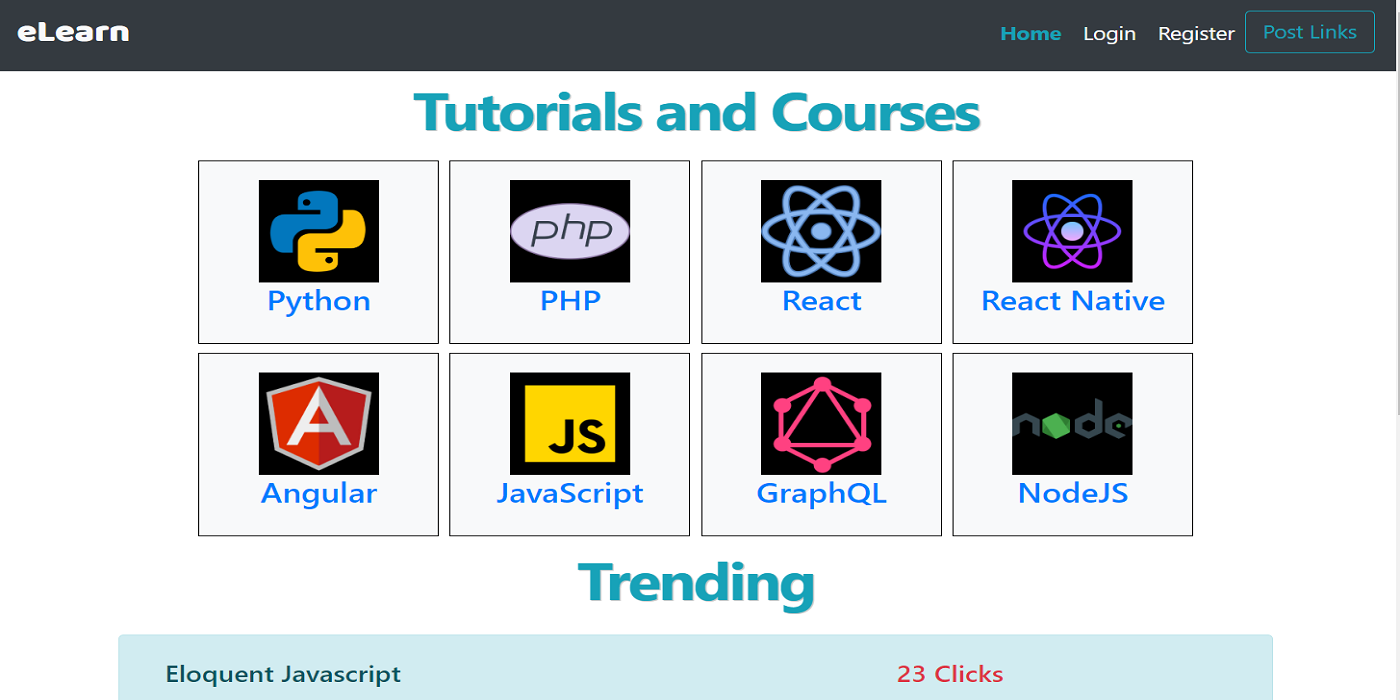 eLearn
Home Login Register Post Links
Tutorials and Courses
php
Python PHP React React Native
JS
node
Angular JavaScript GraphQL NodeJS
Trending
Eloquent Javascript 23 Clicks